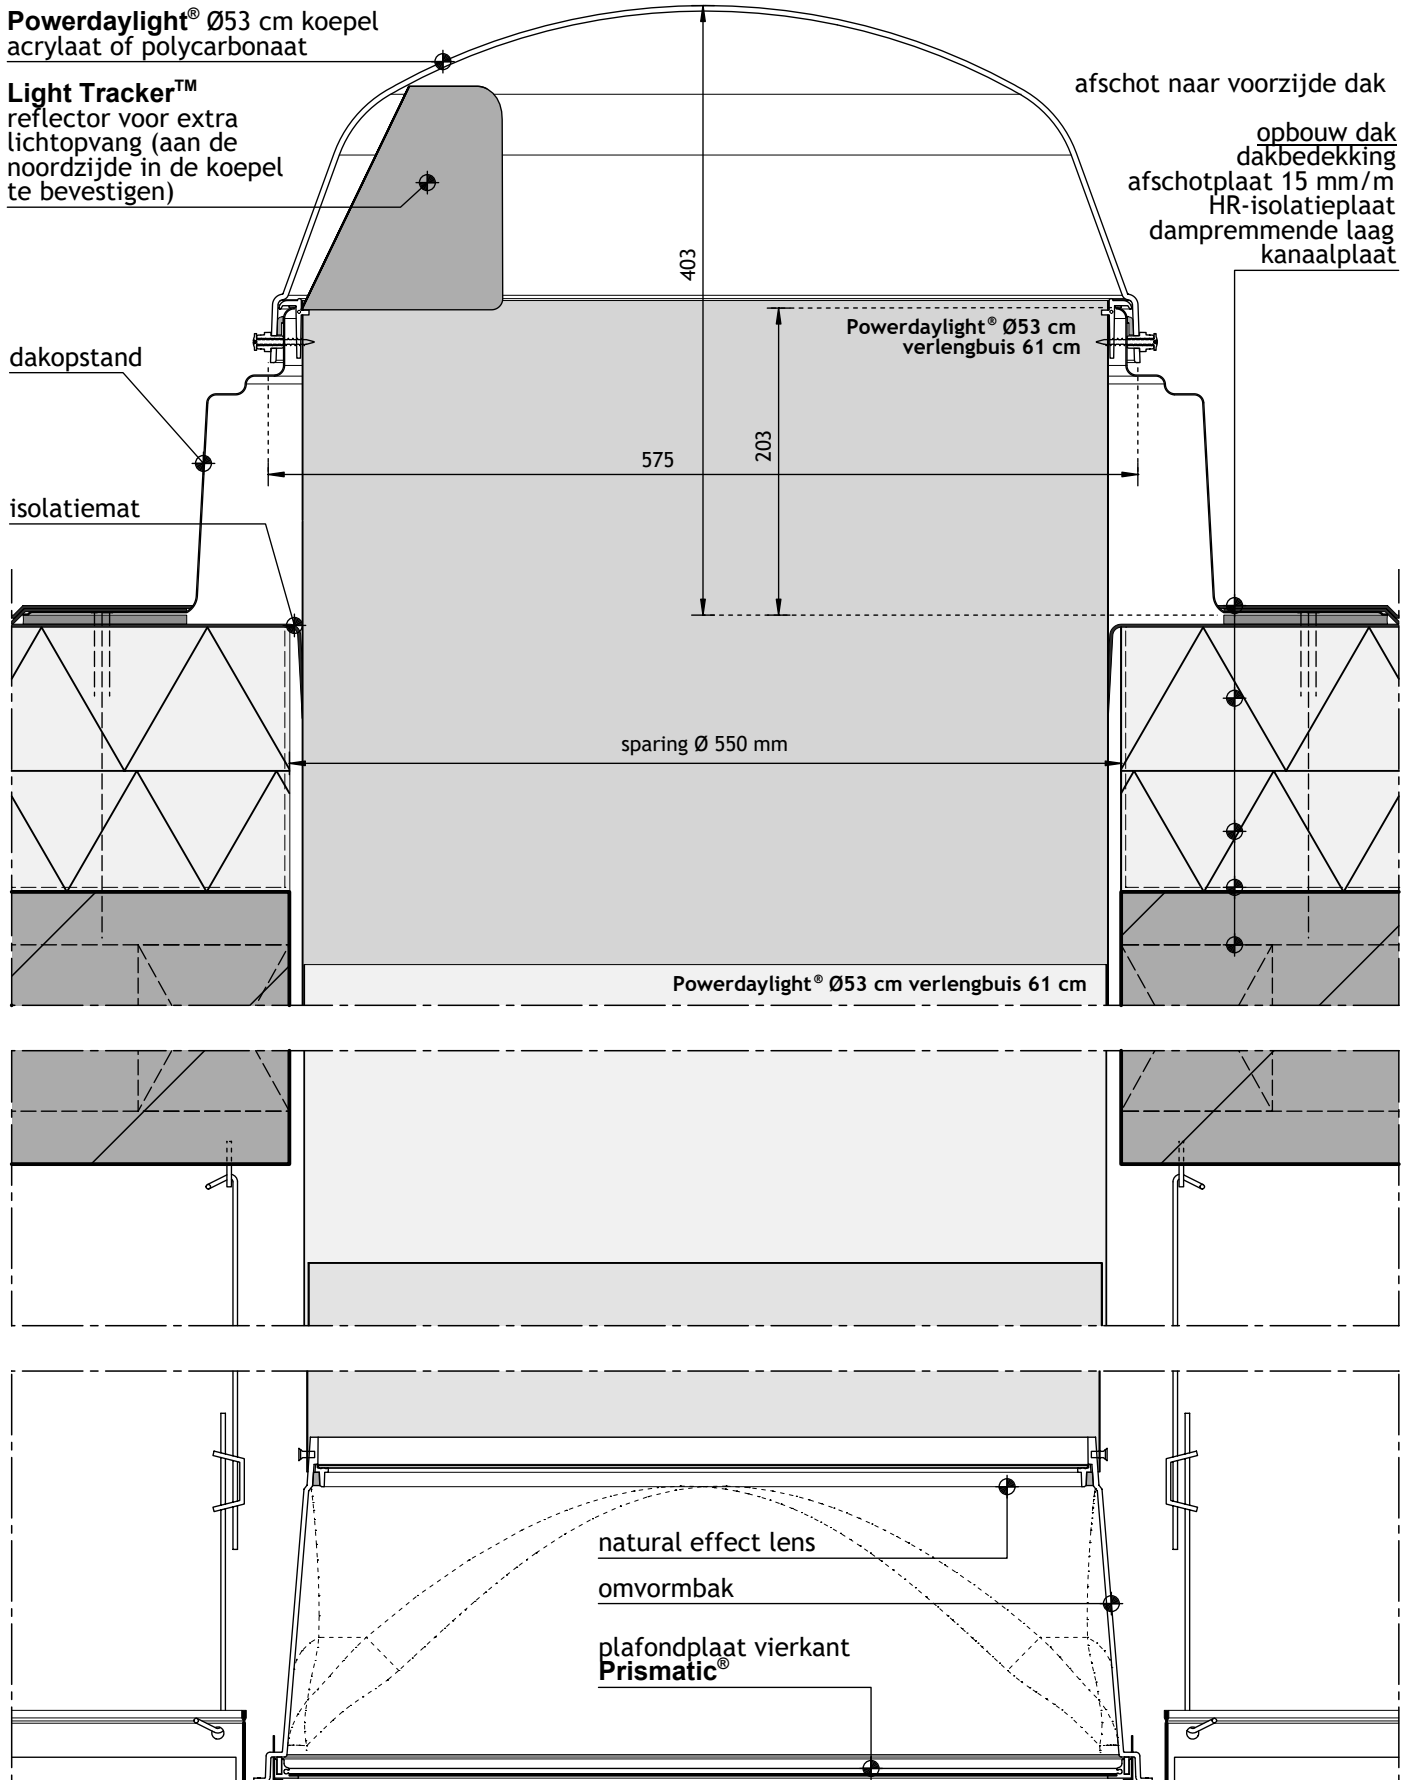 Powerdaylight® Ø53 cm koepel
acrylaat of polycarbonaat
Light Tracker™
reflector voor extra
lichtopvang (aan de
noordzijde in de koepel
te bevestigen)
afschot naar voorzijde dak
opbouw dak
dakbedekking
afschotplaat 15 mm/m
HR-isolatieplaat
dampremmende laag
kanaalplaat
403
Powerdaylight® Ø53 cm
verlengbuis 61 cm
dakopstand
203
575
isolatiemat
sparing Ø 550 mm
Powerdaylight® Ø53 cm verlengbuis 61 cm
natural effect lens
omvormbak
plafondplaat vierkant
Prismatic®